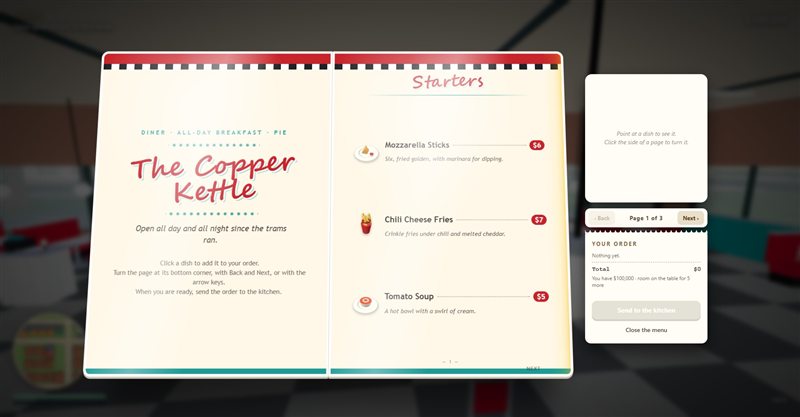 DINER · ALL-DAY BREAKFAST · PIE
The Copper
Kettle
Open all day and all night since the trams
ran.
Click a dish to add it to your order.
Turn the page at its bottom corner, with Back and Next, or with the
arrow keys.
When you are ready, send the order to the kitchen.
Starters
Mozzarella Sticks $6
Six, fried golden, with marinara for dipping.
Chili Cheese Fries $7
Crinkle fries under chili and melted cheddar.
Tomato Soup $5
A hot bowl with a swirl of cream.
– 1 –
NEXT
Point at a dish to see it.
Click the side of a page to turn it.
‹ Back Page 1 of 3 Next ›
YOUR ORDER
Nothing yet.
Total $0
You have $100,000 · room on the table for 5
more
Send to the kitchen
Close the menu